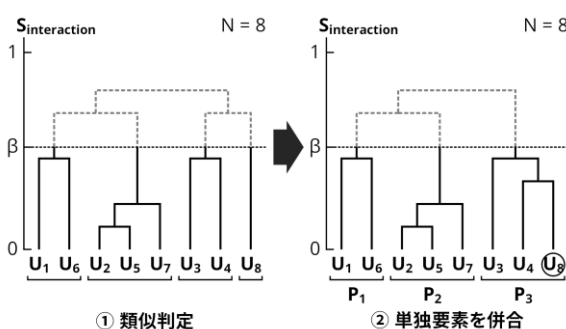 Sinteraction N = 8
1
β
0
U1 U6 U2 U5 U7 U3 U4 U8
① 類似判定
Sinteraction N = 8
1
β
0
U1 U6 U2 U5 U7 U3 U4 U8
P1 P2 P3
② 単独要素を併合